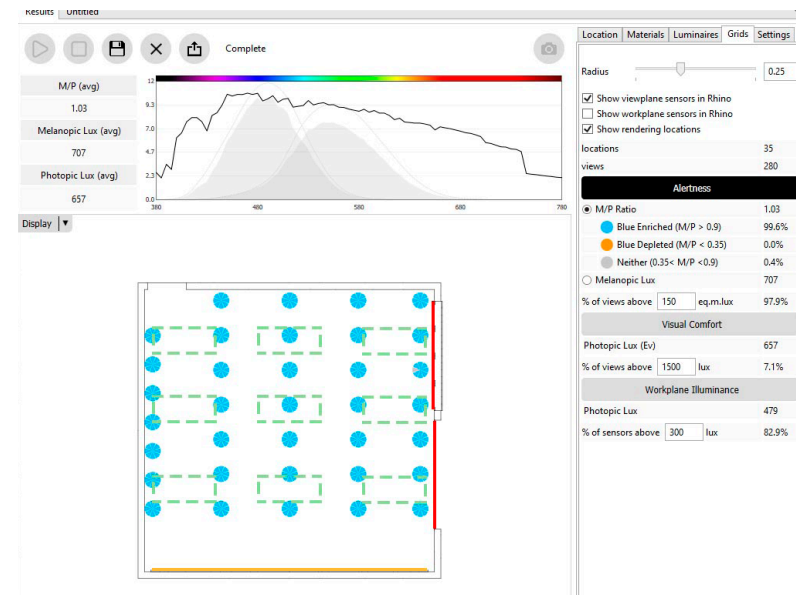 Results Untitled
Complete
M/P (avg)
1.03
Melanopic Lux (avg)
707
Photopic Lux (avg)
657
12
9.3
7.0
4.7
2.3
0.0
380 480 580 680 780
Display
Location Materials Luminaires Grids Settings
Radius 0.25
Show viewplane sensors in Rhino
Show workplane sensors in Rhino
Show rendering locations
locations 35
views 280
Alertness
M/P Ratio 1.03
Blue Enriched (M/P > 0.9) 99.6%
Blue Depleted (M/P < 0.35) 0.0%
Neither (0.35< M/P <0.9) 0.4%
Melanopic Lux 707
% of views above 150 eq.m.lux 97.9%
Visual Comfort
Photopic Lux (Ev) 657
% of views above 1500 lux 7.1%
Workplane Illuminance
Photopic Lux 479
% of sensors above 300 lux 82.9%